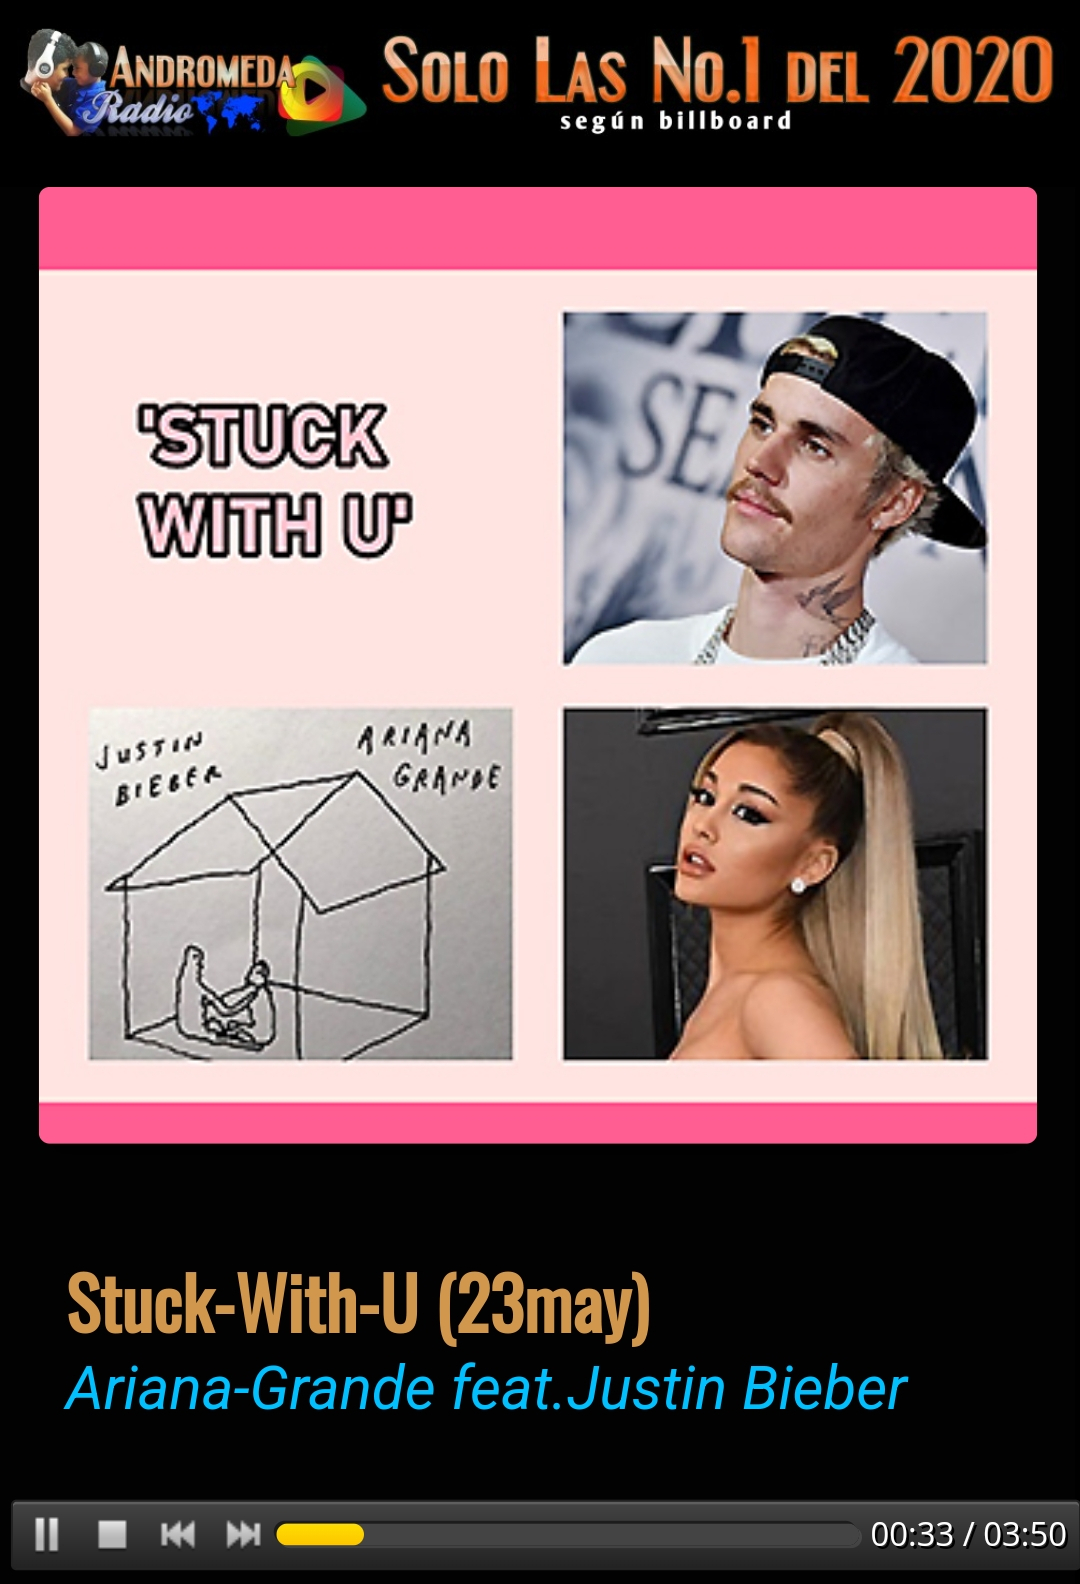 ANDROMEDA
Radio
SOLO LAS No.1 DEL 2020
según billboard
'STUCK
WITH U'
SE
JUSTIN
BIEBER
ARIANA
GRANDE
Stuck-With-U (23may)
Ariana-Grande feat.Justin Bieber
00:33 / 03:50